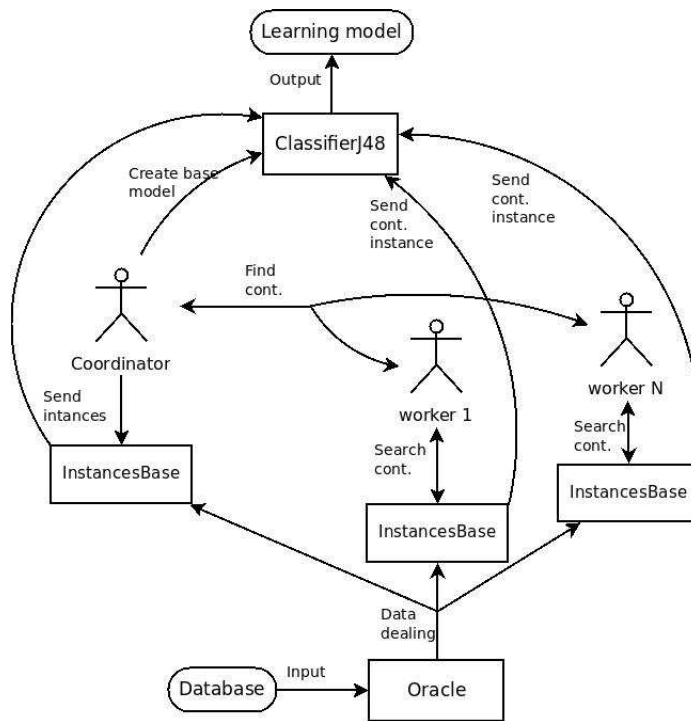 Learning model
Output
ClassifierJ48
Create base
model
Send
cont.
instance
Send
cont.
instance
Find
cont.
Coordinator
worker 1
worker N
Send
intances
Search
cont.
Search
cont.
InstancesBase
InstancesBase
InstancesBase
Data
dealing
Input
Database
Oracle